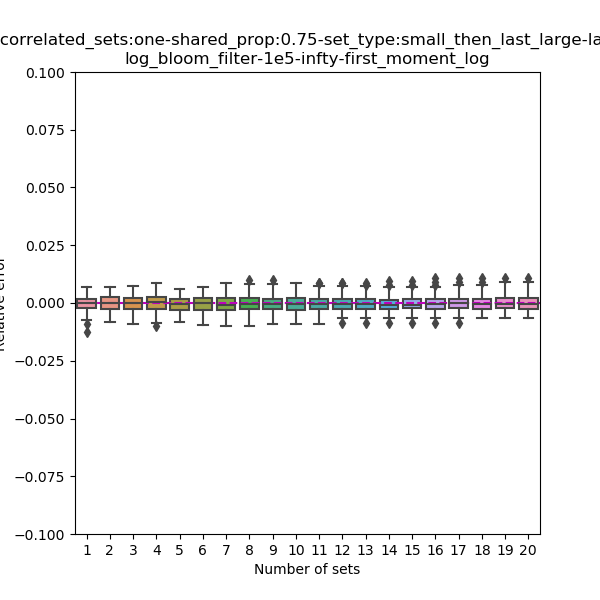 correlated_sets:one-shared_prop:0.75-set_type:small_then_last_large-la
log_bloom_filter-1e5-infty-first_moment_log
0.100
0.075
0.050
0.025
0.000
−0.025
−0.050
−0.075
−0.100
Relative error
1 2 3 4 5 6 7 8 9 10 11 12 13 14 15 16 17 18 19 20
Number of sets